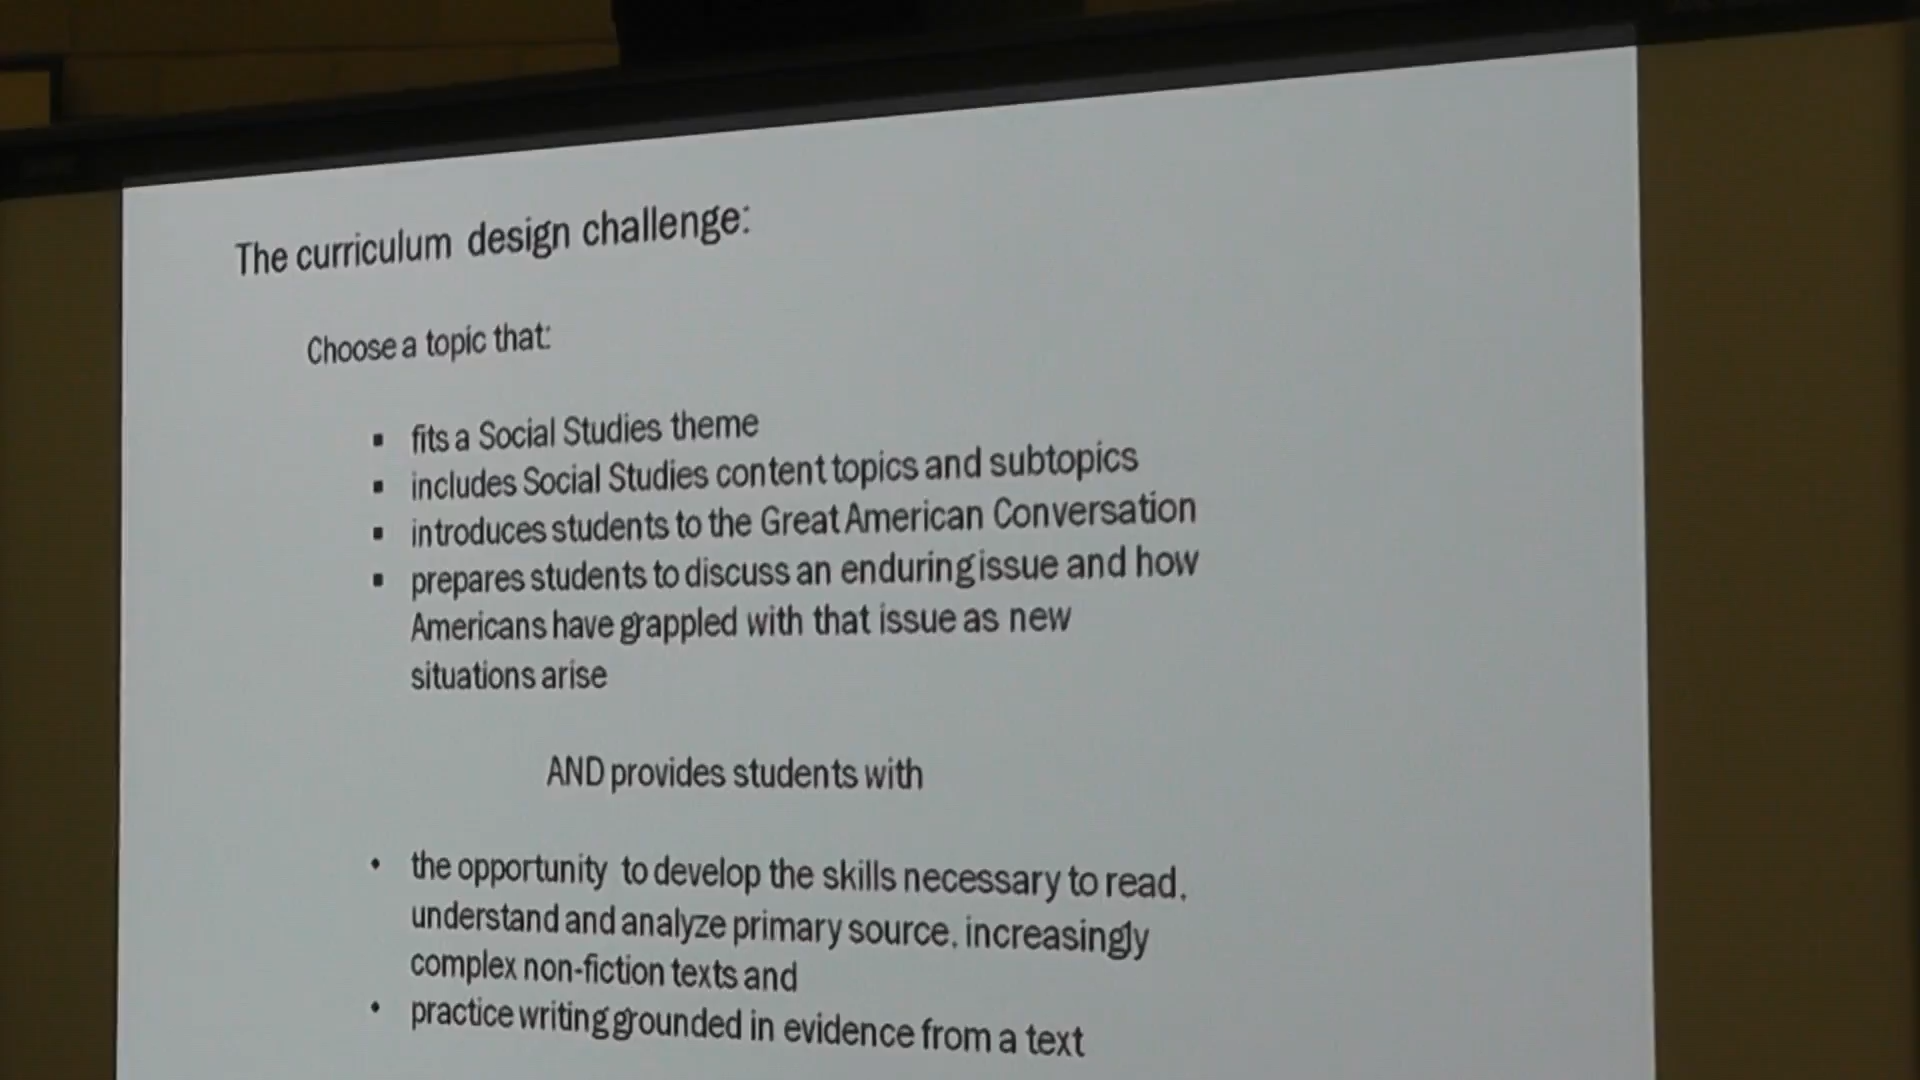 The curriculum design challenge:
Choose a topic that:
▪ fits a Social Studies theme
▪ includes Social Studies content topics and subtopics
▪ introduces students to the Great American Conversation
▪ prepares students to discuss an enduring issue and how
Americans have grappled with that issue as new
situations arise
AND provides students with
• the opportunity to develop the skills necessary to read,
understand and analyze primary source, increasingly
complex non-fiction texts and
• practice writing grounded in evidence from a text